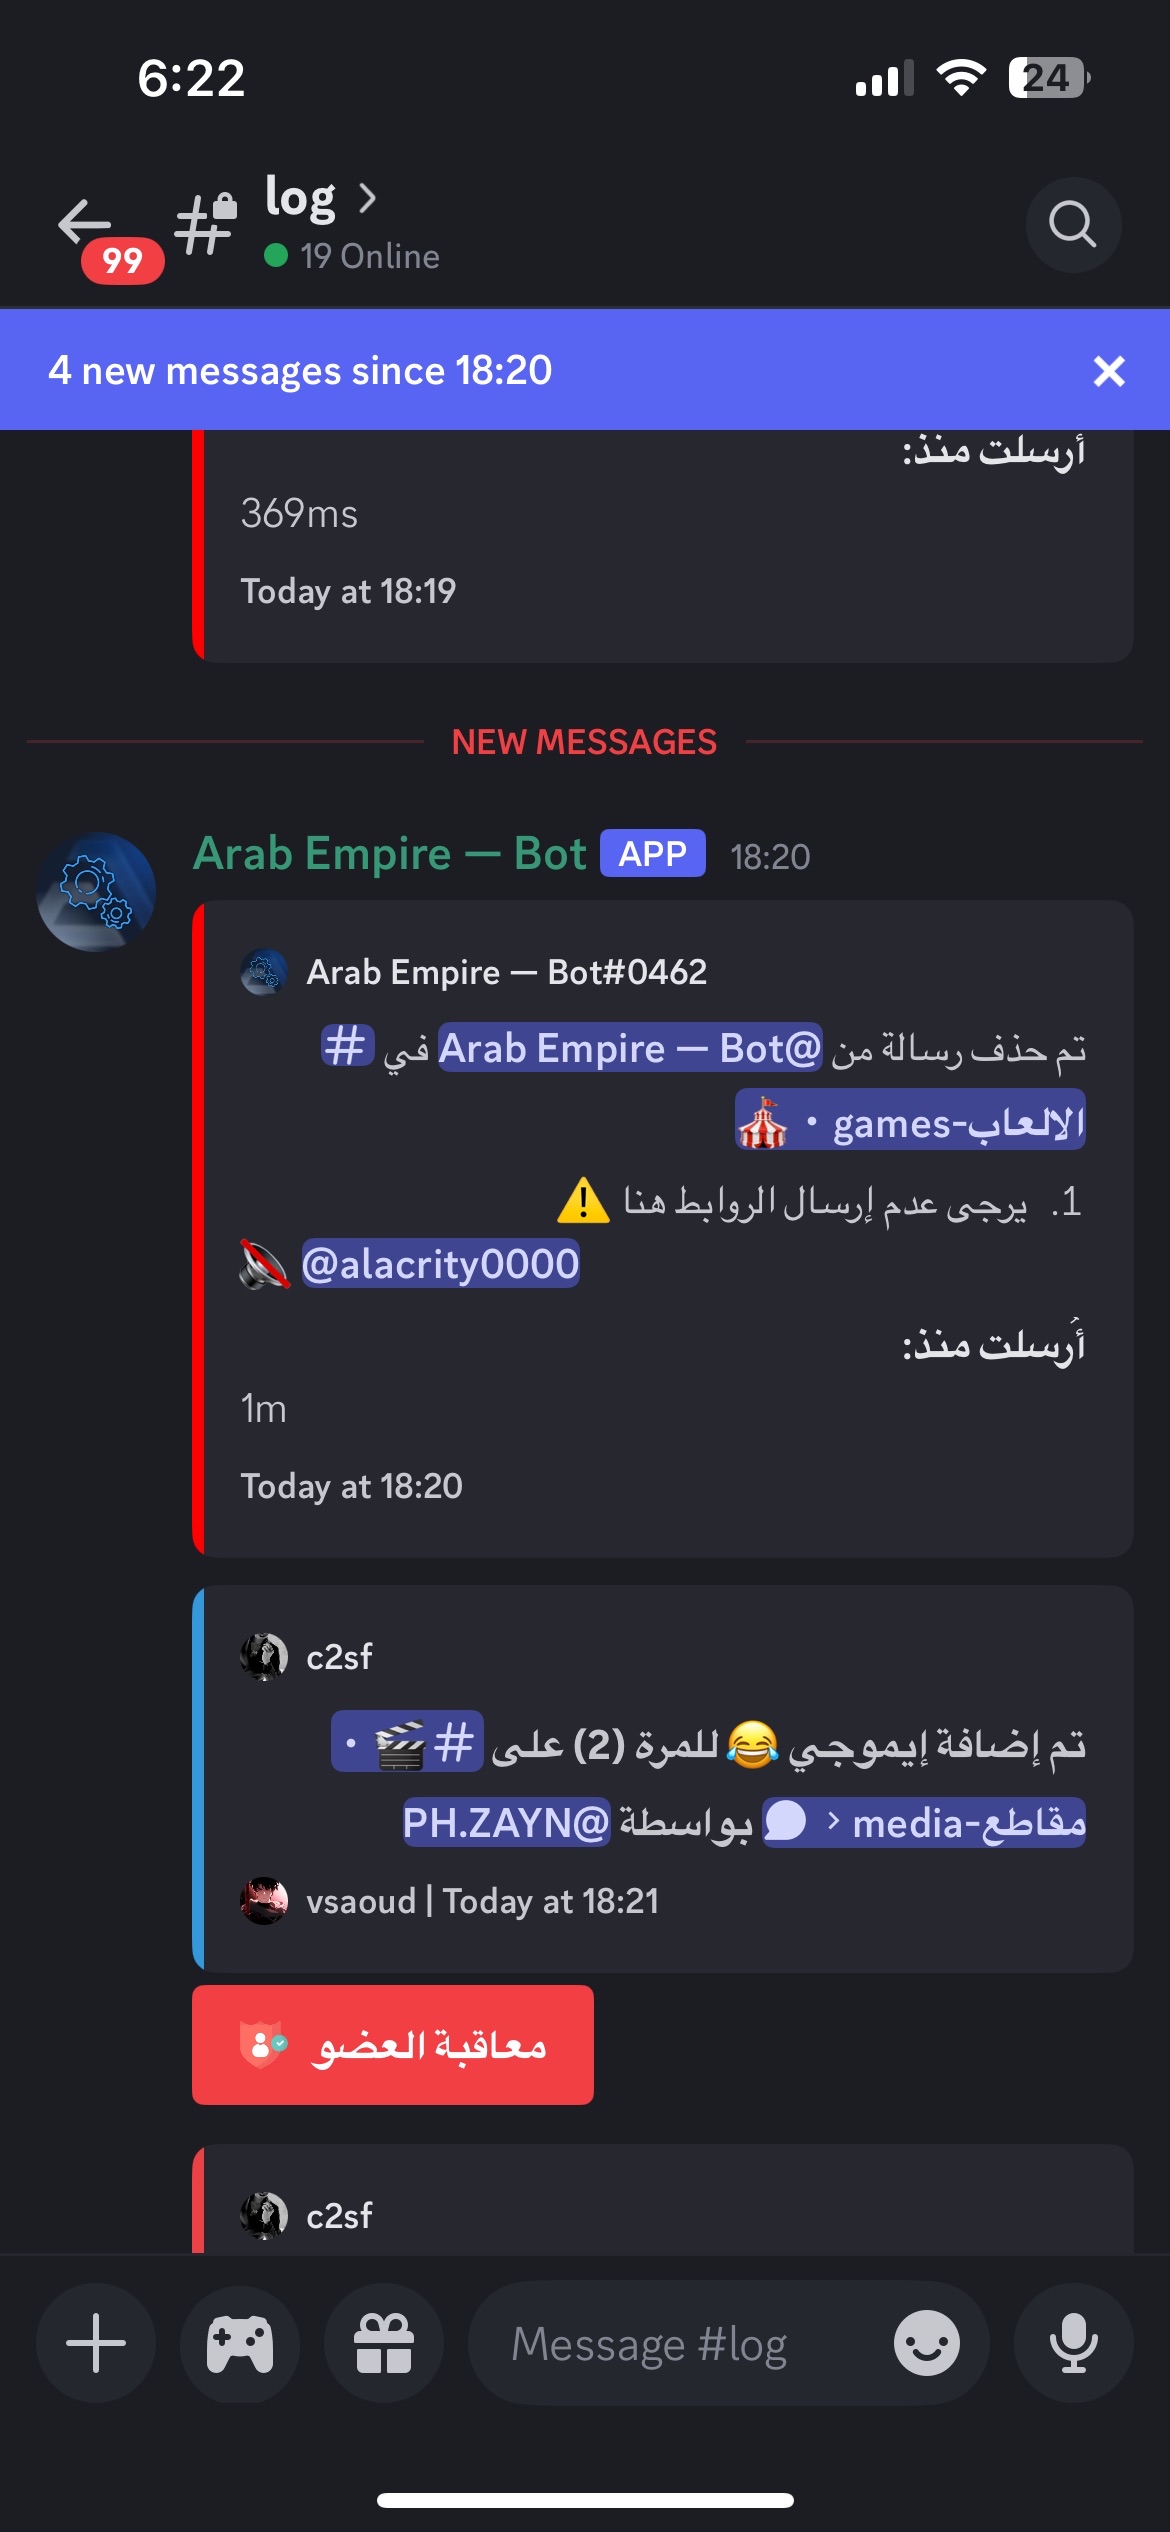 6:22
24
log
19 Online
99
4 new messages since 18:20
أرسلت منذ:
369ms
Today at 18:19
NEW MESSAGES
Arab Empire — Bot APP 18:20
Arab Empire — Bot#0462
تم حذف رسالة من @Arab Empire — Bot في #
الالعاب-games・🎪
1. يرجى عدم إرسال الروابط هنا ⚠️
🔇 @alacrity0000
أُرسلت منذ:
1m
Today at 18:20
c2sf
تم إضافة إيموجي 😂 للمرة (2) على #🎬・
مقاطع-media › بواسطة @PH.ZAYN
vsaoud | Today at 18:21
معاقبة العضو
c2sf
Message #log